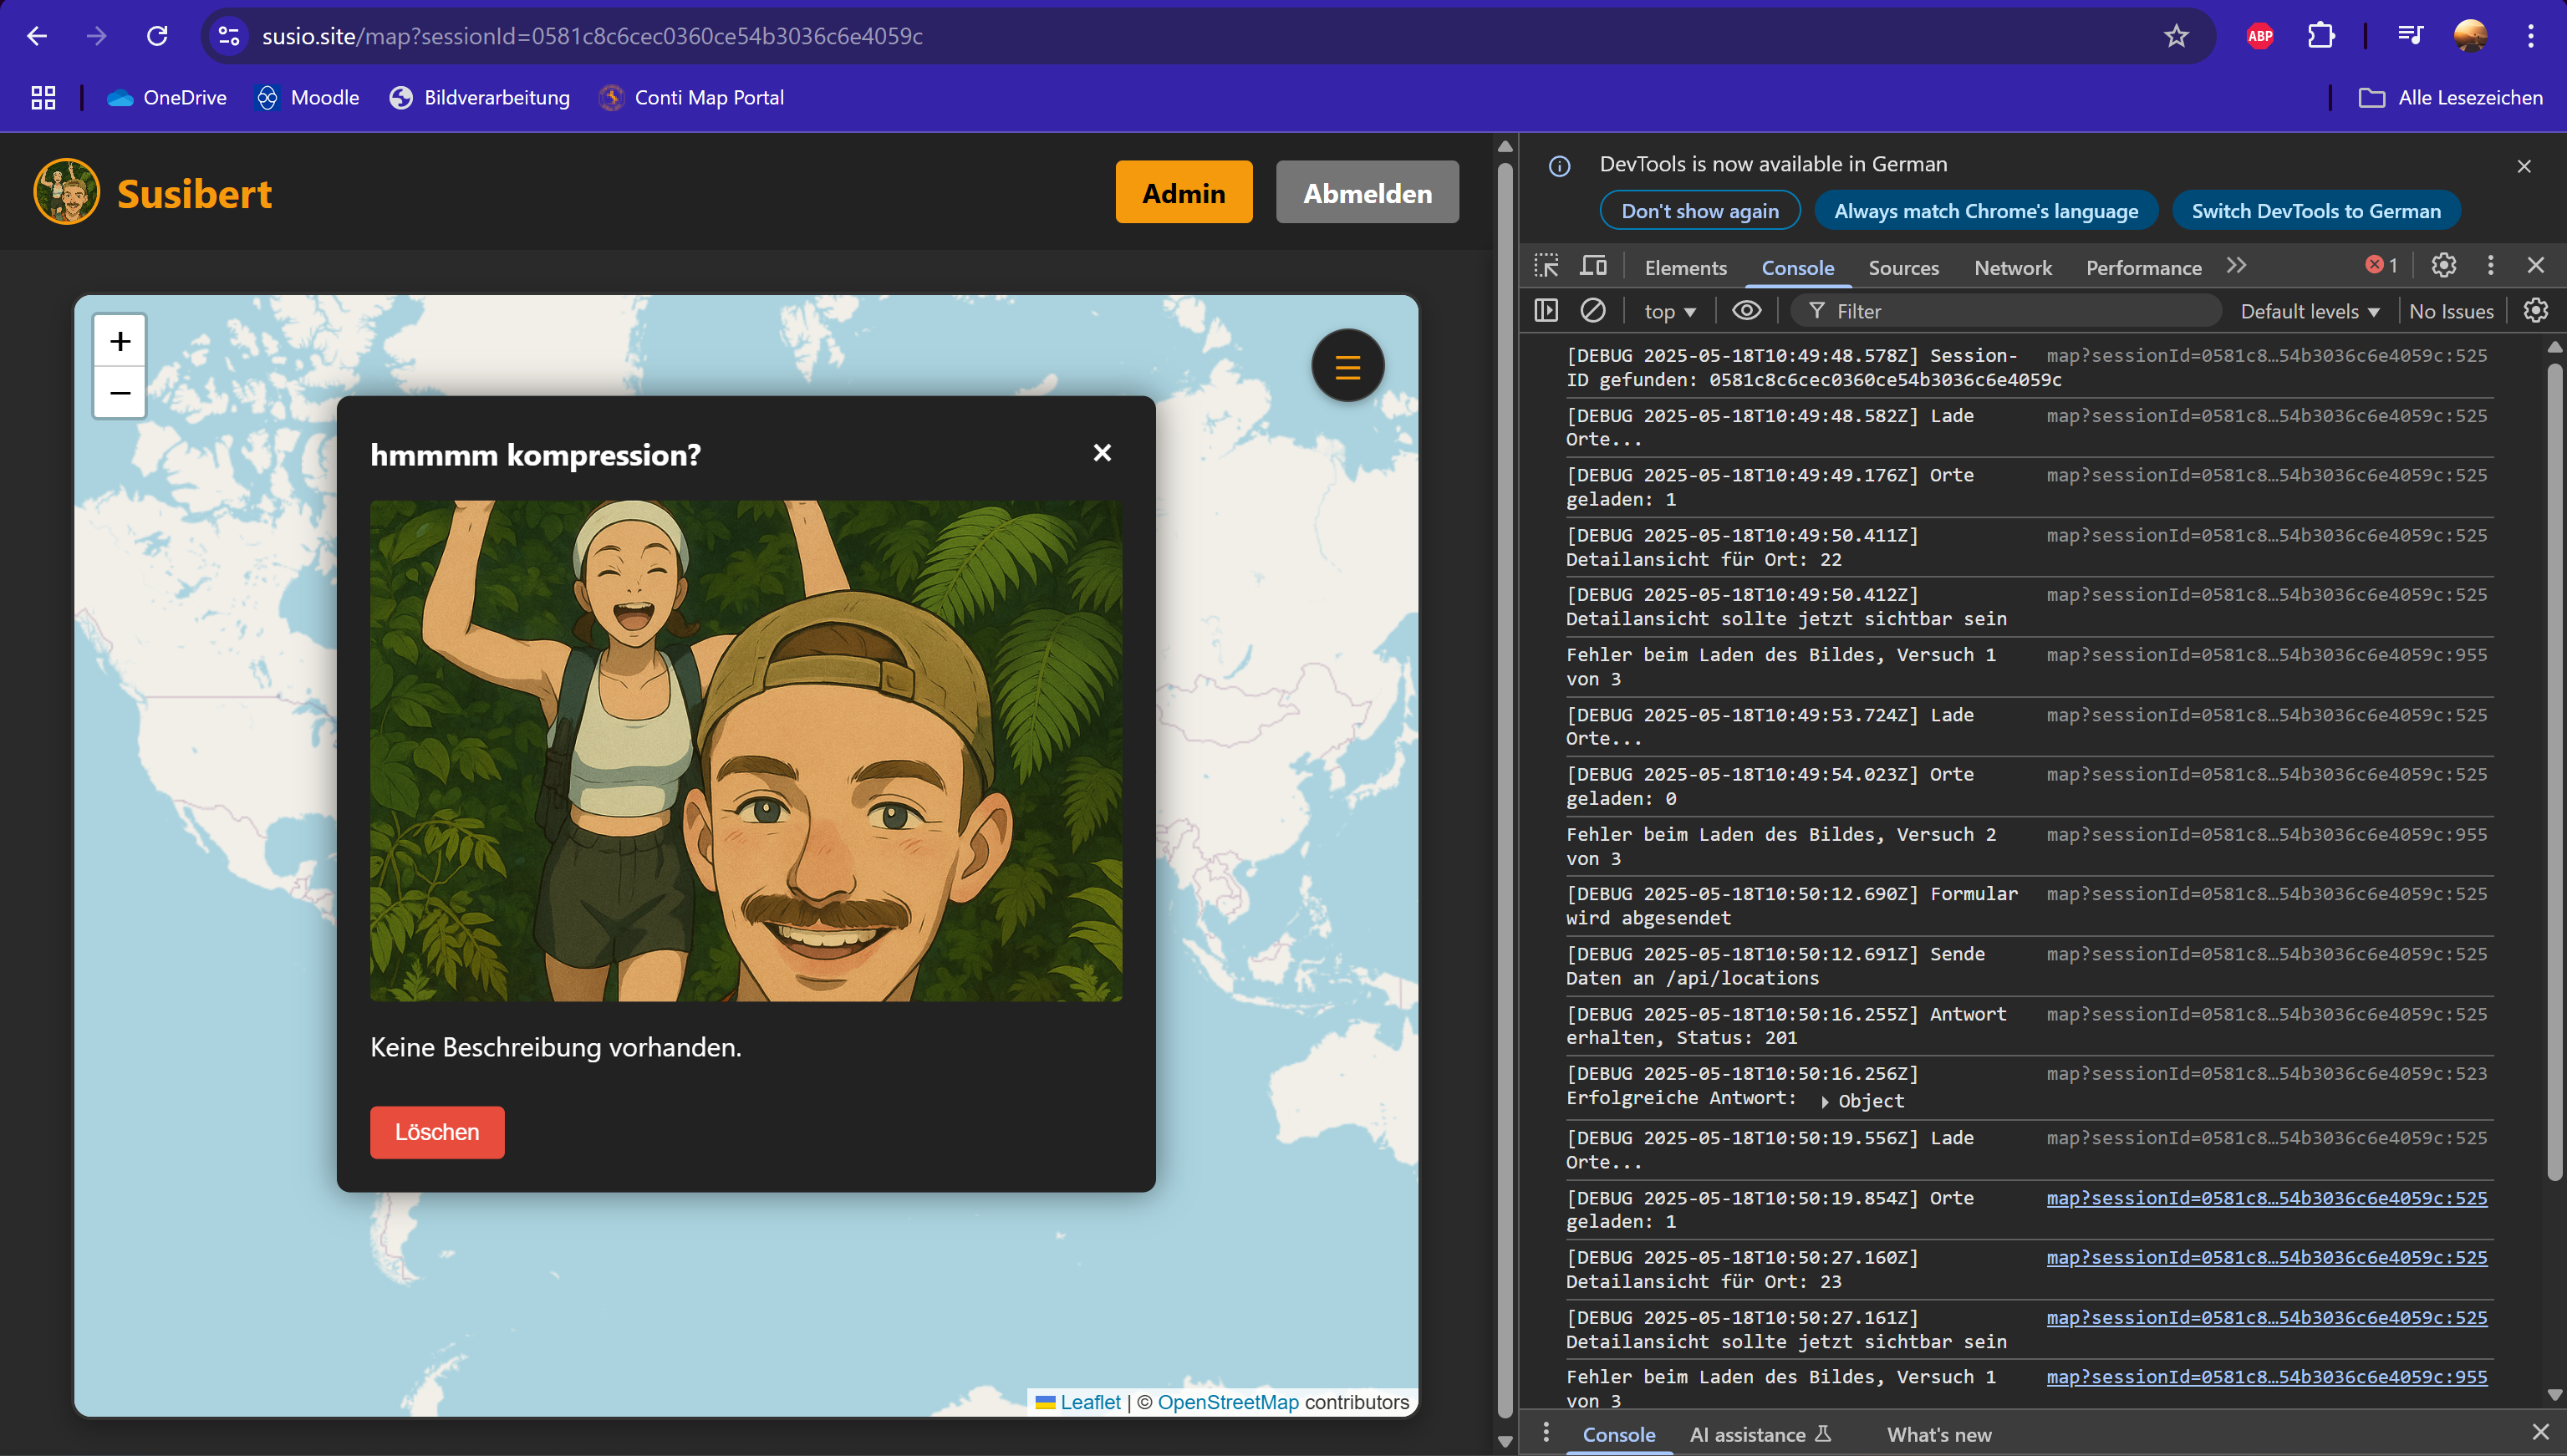 susio.site/map?sessionId=0581c8c6cec0360ce54b3036c6e4059c
ABP
OneDrive
Moodle
Bildverarbeitung
Conti Map Portal
Alle Lesezeichen
Susibert
Admin
Abmelden
+
−
hmmmm kompression?
×
Keine Beschreibung vorhanden.
Löschen
Leaflet | © OpenStreetMap contributors
DevTools is now available in German
Don't show again
Always match Chrome's language
Switch DevTools to German
Elements
Console
Sources
Network
Performance
1
top
Filter
Default levels
No Issues
[DEBUG 2025-05-18T10:49:48.578Z] Session- map?sessionId=0581c8…54b3036c6e4059c:525
ID gefunden: 0581c8c6cec0360ce54b3036c6e4059c
[DEBUG 2025-05-18T10:49:48.582Z] Lade map?sessionId=0581c8…54b3036c6e4059c:525
Orte...
[DEBUG 2025-05-18T10:49:49.176Z] Orte map?sessionId=0581c8…54b3036c6e4059c:525
geladen: 1
[DEBUG 2025-05-18T10:49:50.411Z] map?sessionId=0581c8…54b3036c6e4059c:525
Detailansicht für Ort: 22
[DEBUG 2025-05-18T10:49:50.412Z] map?sessionId=0581c8…54b3036c6e4059c:525
Detailansicht sollte jetzt sichtbar sein
Fehler beim Laden des Bildes, Versuch 1 map?sessionId=0581c8…54b3036c6e4059c:955
von 3
[DEBUG 2025-05-18T10:49:53.724Z] Lade map?sessionId=0581c8…54b3036c6e4059c:525
Orte...
[DEBUG 2025-05-18T10:49:54.023Z] Orte map?sessionId=0581c8…54b3036c6e4059c:525
geladen: 0
Fehler beim Laden des Bildes, Versuch 2 map?sessionId=0581c8…54b3036c6e4059c:955
von 3
[DEBUG 2025-05-18T10:50:12.690Z] Formular map?sessionId=0581c8…54b3036c6e4059c:525
wird abgesendet
[DEBUG 2025-05-18T10:50:12.691Z] Sende map?sessionId=0581c8…54b3036c6e4059c:525
Daten an /api/locations
[DEBUG 2025-05-18T10:50:16.255Z] Antwort map?sessionId=0581c8…54b3036c6e4059c:525
erhalten, Status: 201
[DEBUG 2025-05-18T10:50:16.256Z] map?sessionId=0581c8…54b3036c6e4059c:523
Erfolgreiche Antwort: Object
[DEBUG 2025-05-18T10:50:19.556Z] Lade map?sessionId=0581c8…54b3036c6e4059c:525
Orte...
[DEBUG 2025-05-18T10:50:19.854Z] Orte map?sessionId=0581c8…54b3036c6e4059c:525
geladen: 1
[DEBUG 2025-05-18T10:50:27.160Z] map?sessionId=0581c8…54b3036c6e4059c:525
Detailansicht für Ort: 23
[DEBUG 2025-05-18T10:50:27.161Z] map?sessionId=0581c8…54b3036c6e4059c:525
Detailansicht sollte jetzt sichtbar sein
Fehler beim Laden des Bildes, Versuch 1 map?sessionId=0581c8…54b3036c6e4059c:955
von 3
Console
AI assistance
What's new